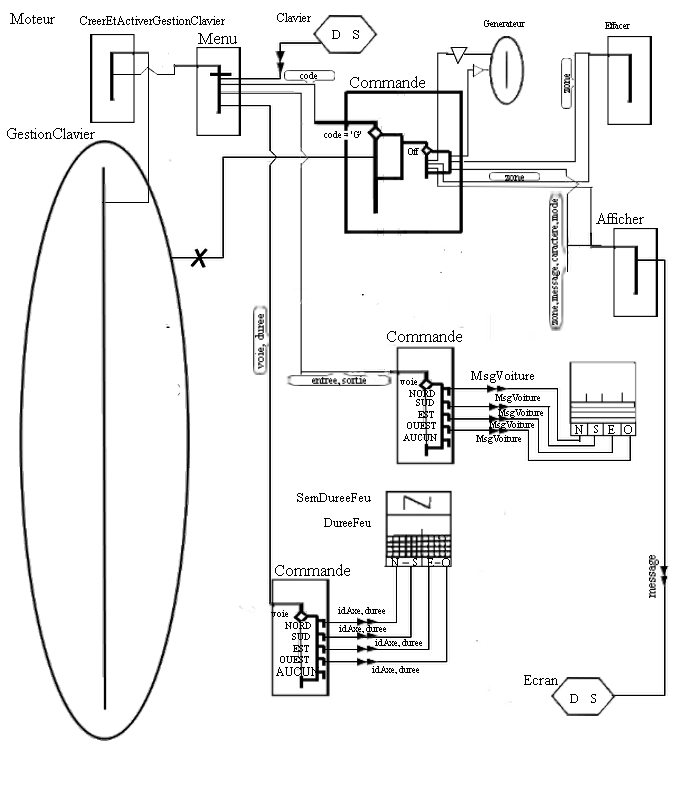 Moteur
CreerEtActiverGestionClavier
Clavier
Generateur
Effacer
D S
Menu
code
Commande
zone
code = 'G'
GestionClavier
Off
zone
zone,message,caractere,mode
Afficher
voie, duree
Commande
entree,sortie
voie
NORD
SUD
EST
OUEST
AUCUN
MsgVoiture
MsgVoiture
MsgVoiture
MsgVoiture
N S E O
SemDureeFeu
DureeFeu
N - S E - O
message
Commande
voie
NORD
SUD
EST
OUEST
AUCUN
idAxe,duree
idAxe,duree
idAxe,duree
idAxe,duree
Ecran
D S